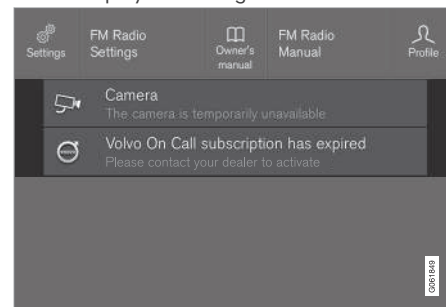 Settings
FM Radio
Settings
Owner's
manual
FM Radio
Manual
Profile
Camera
The camera is temporarily unavailable
Volvo On Call subscription has expired
Please contact your dealer to activate
G061849